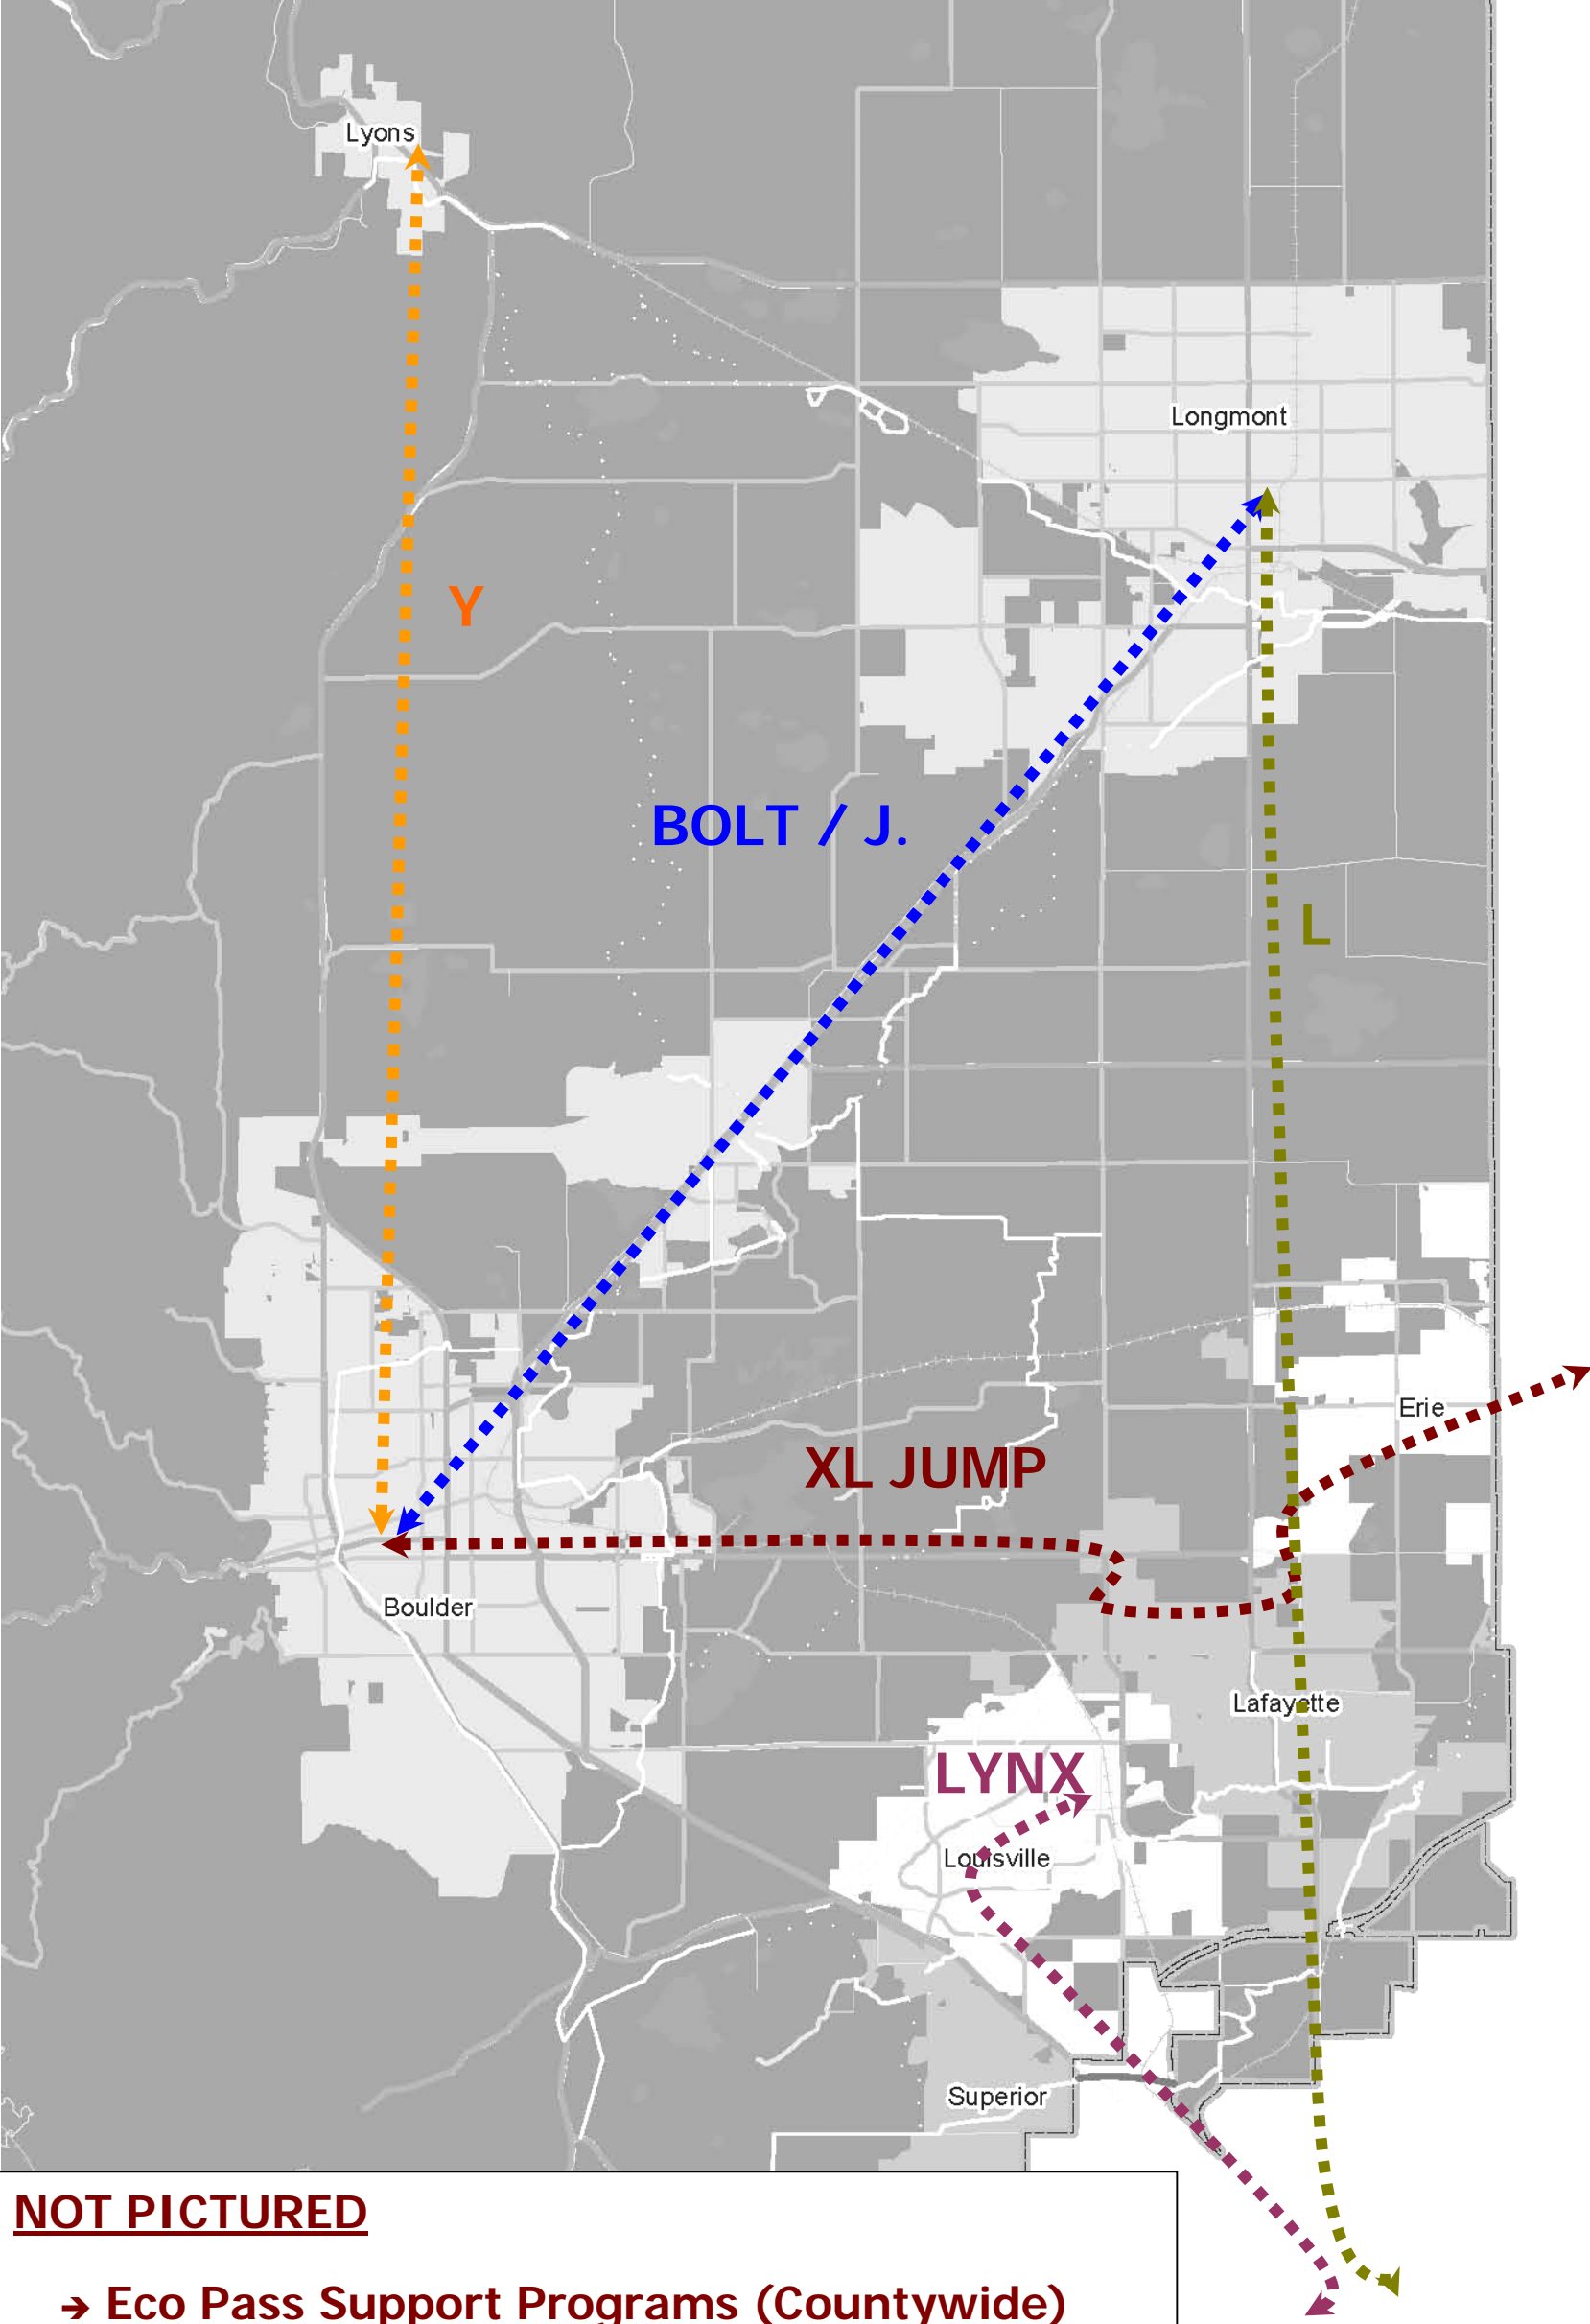 Lyons
Longmont
Y
BOLT / J.
L
Erie
XL JUMP
Boulder
Lafayette
LYNX
Louisville
Superior
NOT PICTURED
➔ Eco Pass Support Programs (Countywide)